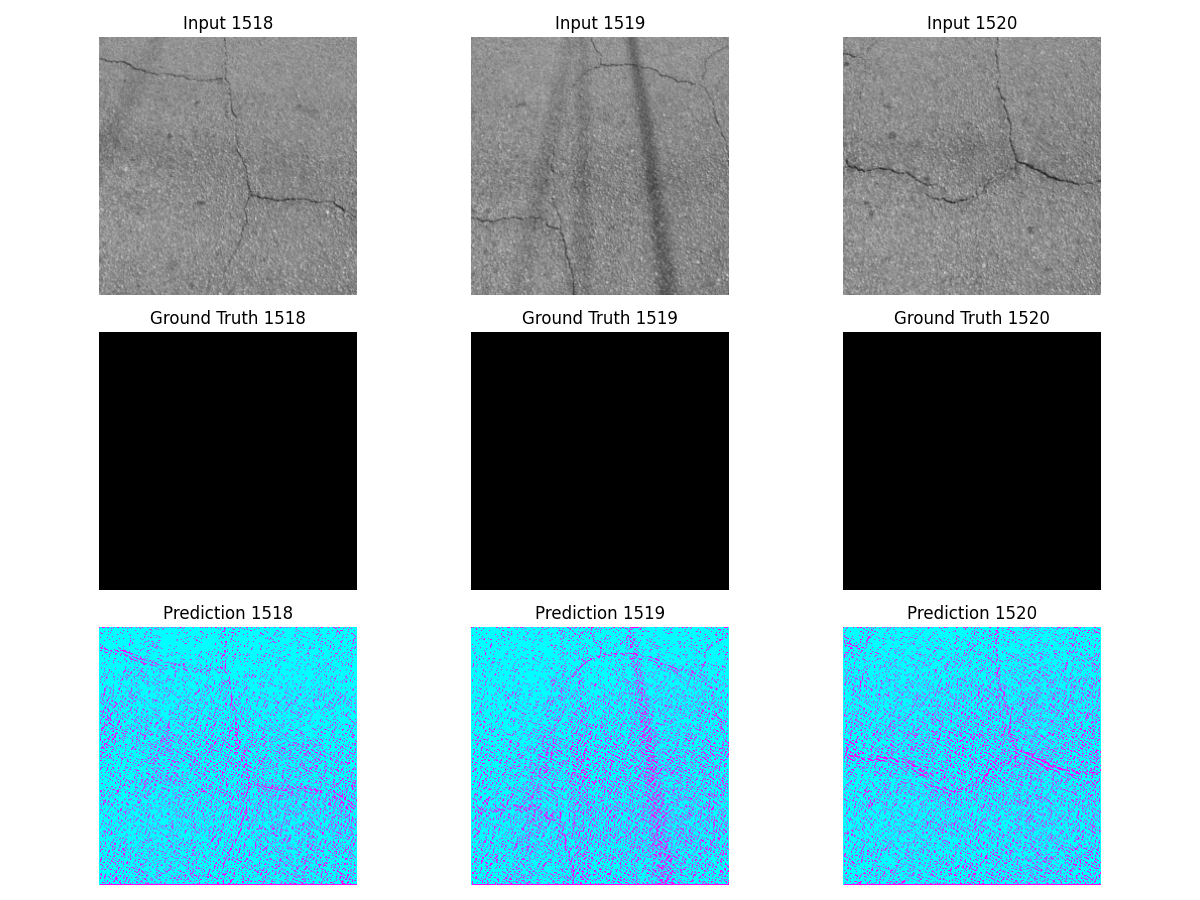 Input 1518
Input 1519
Input 1520
Ground Truth 1518
Ground Truth 1519
Ground Truth 1520
Prediction 1518
Prediction 1519
Prediction 1520